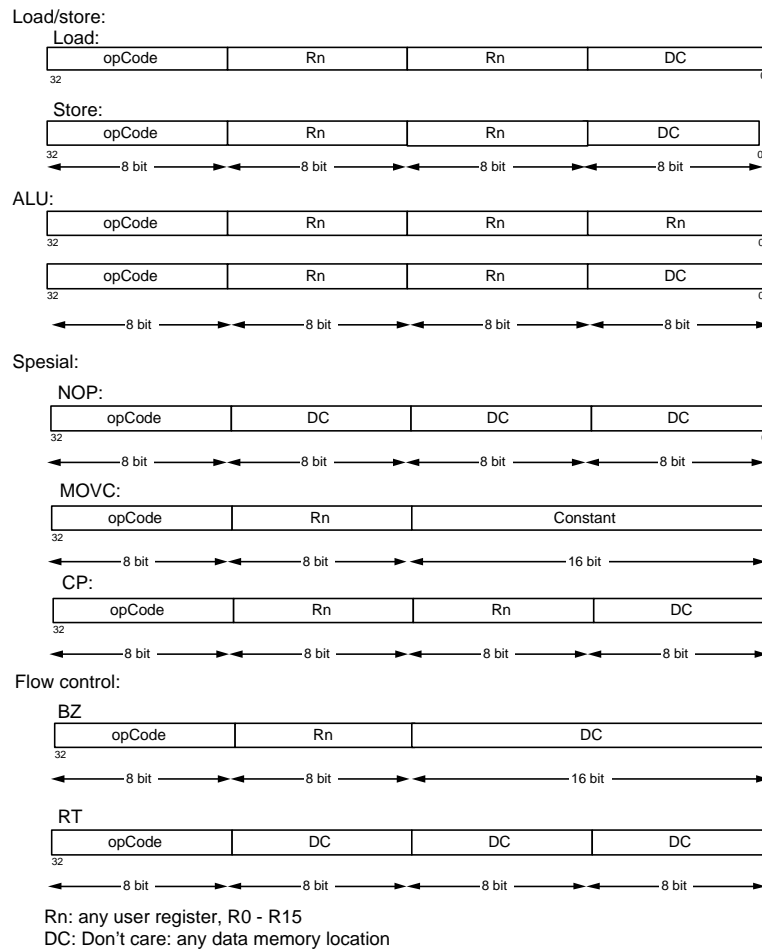 Load/store:
Load:
opCode Rn Rn DC
32 0
Store:
opCode Rn Rn DC
32 0
8 bit 8 bit 8 bit 8 bit
ALU:
opCode Rn Rn Rn
32 0
opCode Rn Rn DC
32 0
8 bit 8 bit 8 bit 8 bit
Spesial:
NOP:
opCode DC DC DC
32
8 bit 8 bit 8 bit 8 bit
MOVC:
opCode Rn Constant
32
8 bit 8 bit 16 bit
CP:
opCode Rn Rn DC
32
8 bit 8 bit 8 bit 8 bit
Flow control:
BZ
opCode Rn DC
32
8 bit 8 bit 16 bit
RT
opCode DC DC DC
32
8 bit 8 bit 8 bit 8 bit
Rn: any user register, R0 - R15
DC: Don't care: any data memory location